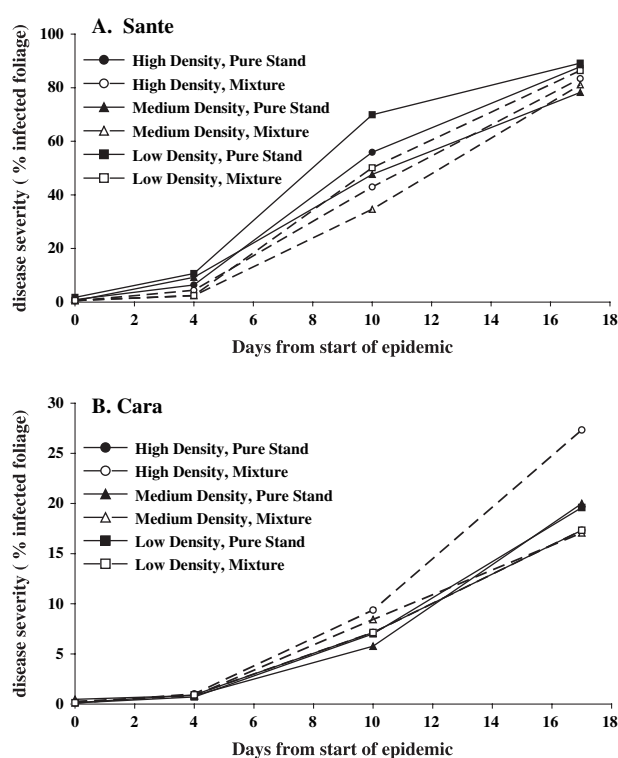 A. Sante
100
80
60
40
20
0
disease severity ( % infected foliage)
High Density, Pure Stand
High Density, Mixture
Medium Density, Pure Stand
Medium Density, Mixture
Low Density, Pure Stand
Low Density, Mixture
0 2 4 6 8 10 12 14 16 18
Days from start of epidemic
B. Cara
30
25
20
15
10
5
0
disease severity ( % infected foliage)
High Density, Pure Stand
High Density, Mixture
Medium Density, Pure Stand
Medium Density, Mixture
Low Density, Pure Stand
Low Density, Mixture
0 2 4 6 8 10 12 14 16 18
Days from start of epidemic